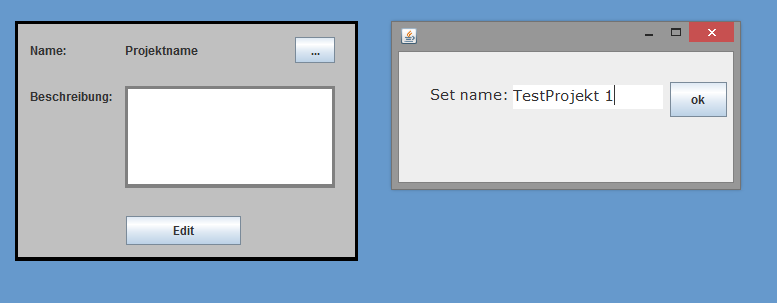 Name: Projektname ...
Beschreibung:
Edit
Set name: TestProjekt 1 ok